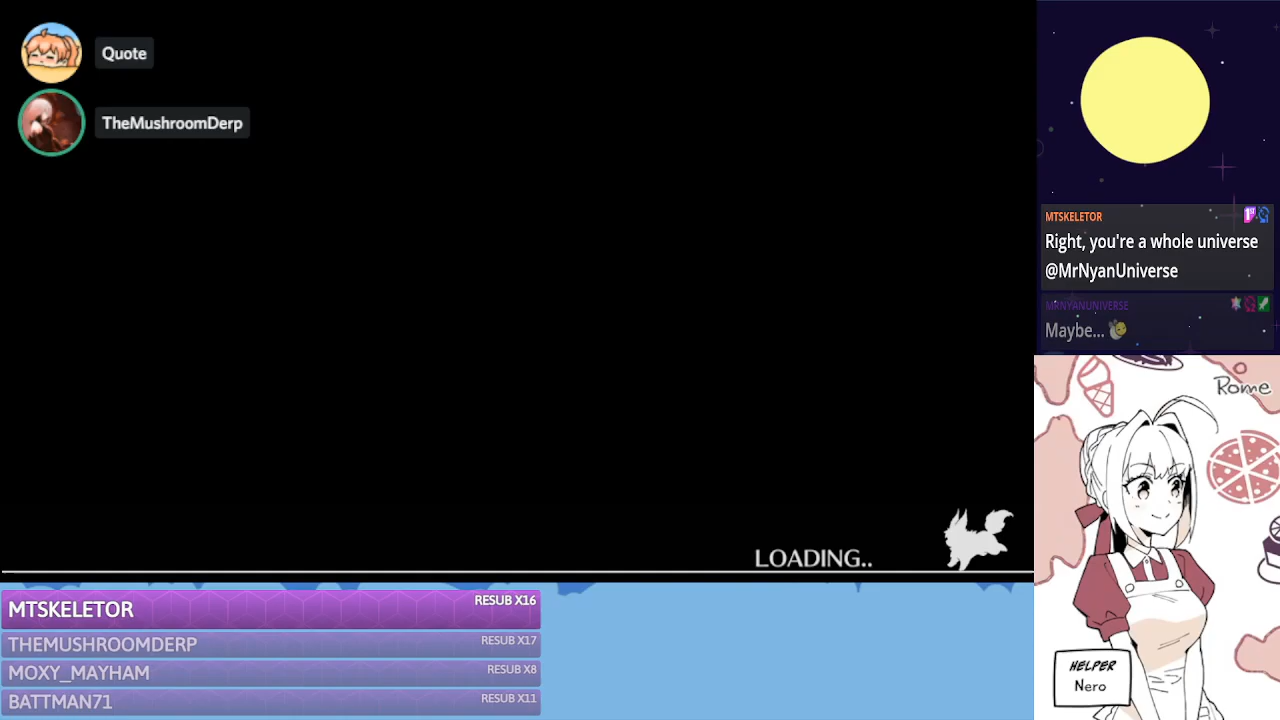 Quote
TheMushroomDerp
MTSKELETOR
Right, you're a whole universe
@MrNyanUniverse
MRNYANUNIVERSE
Maybe...
Rome
LOADING..
HELPER
Nero
MTSKELETOR RESUB X16
THEMUSHROOMDERP RESUB X17
MOXY_MAYHAM RESUB X8
BATTMAN71 RESUB X11